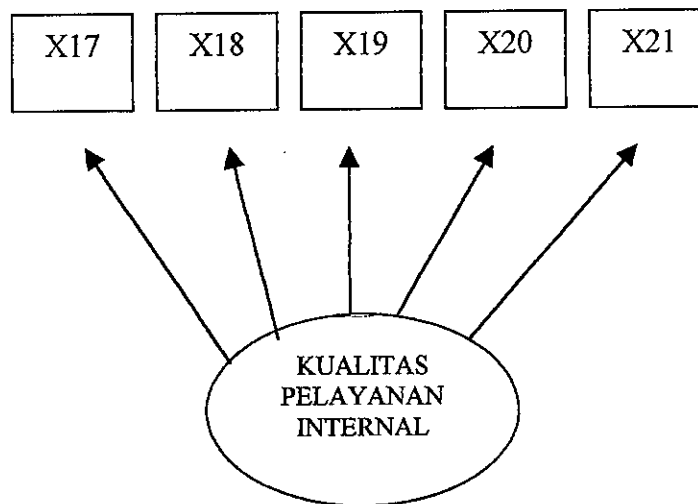 X17 X18 X19 X20 X21
KUALITAS
PELAYANAN
INTERNAL